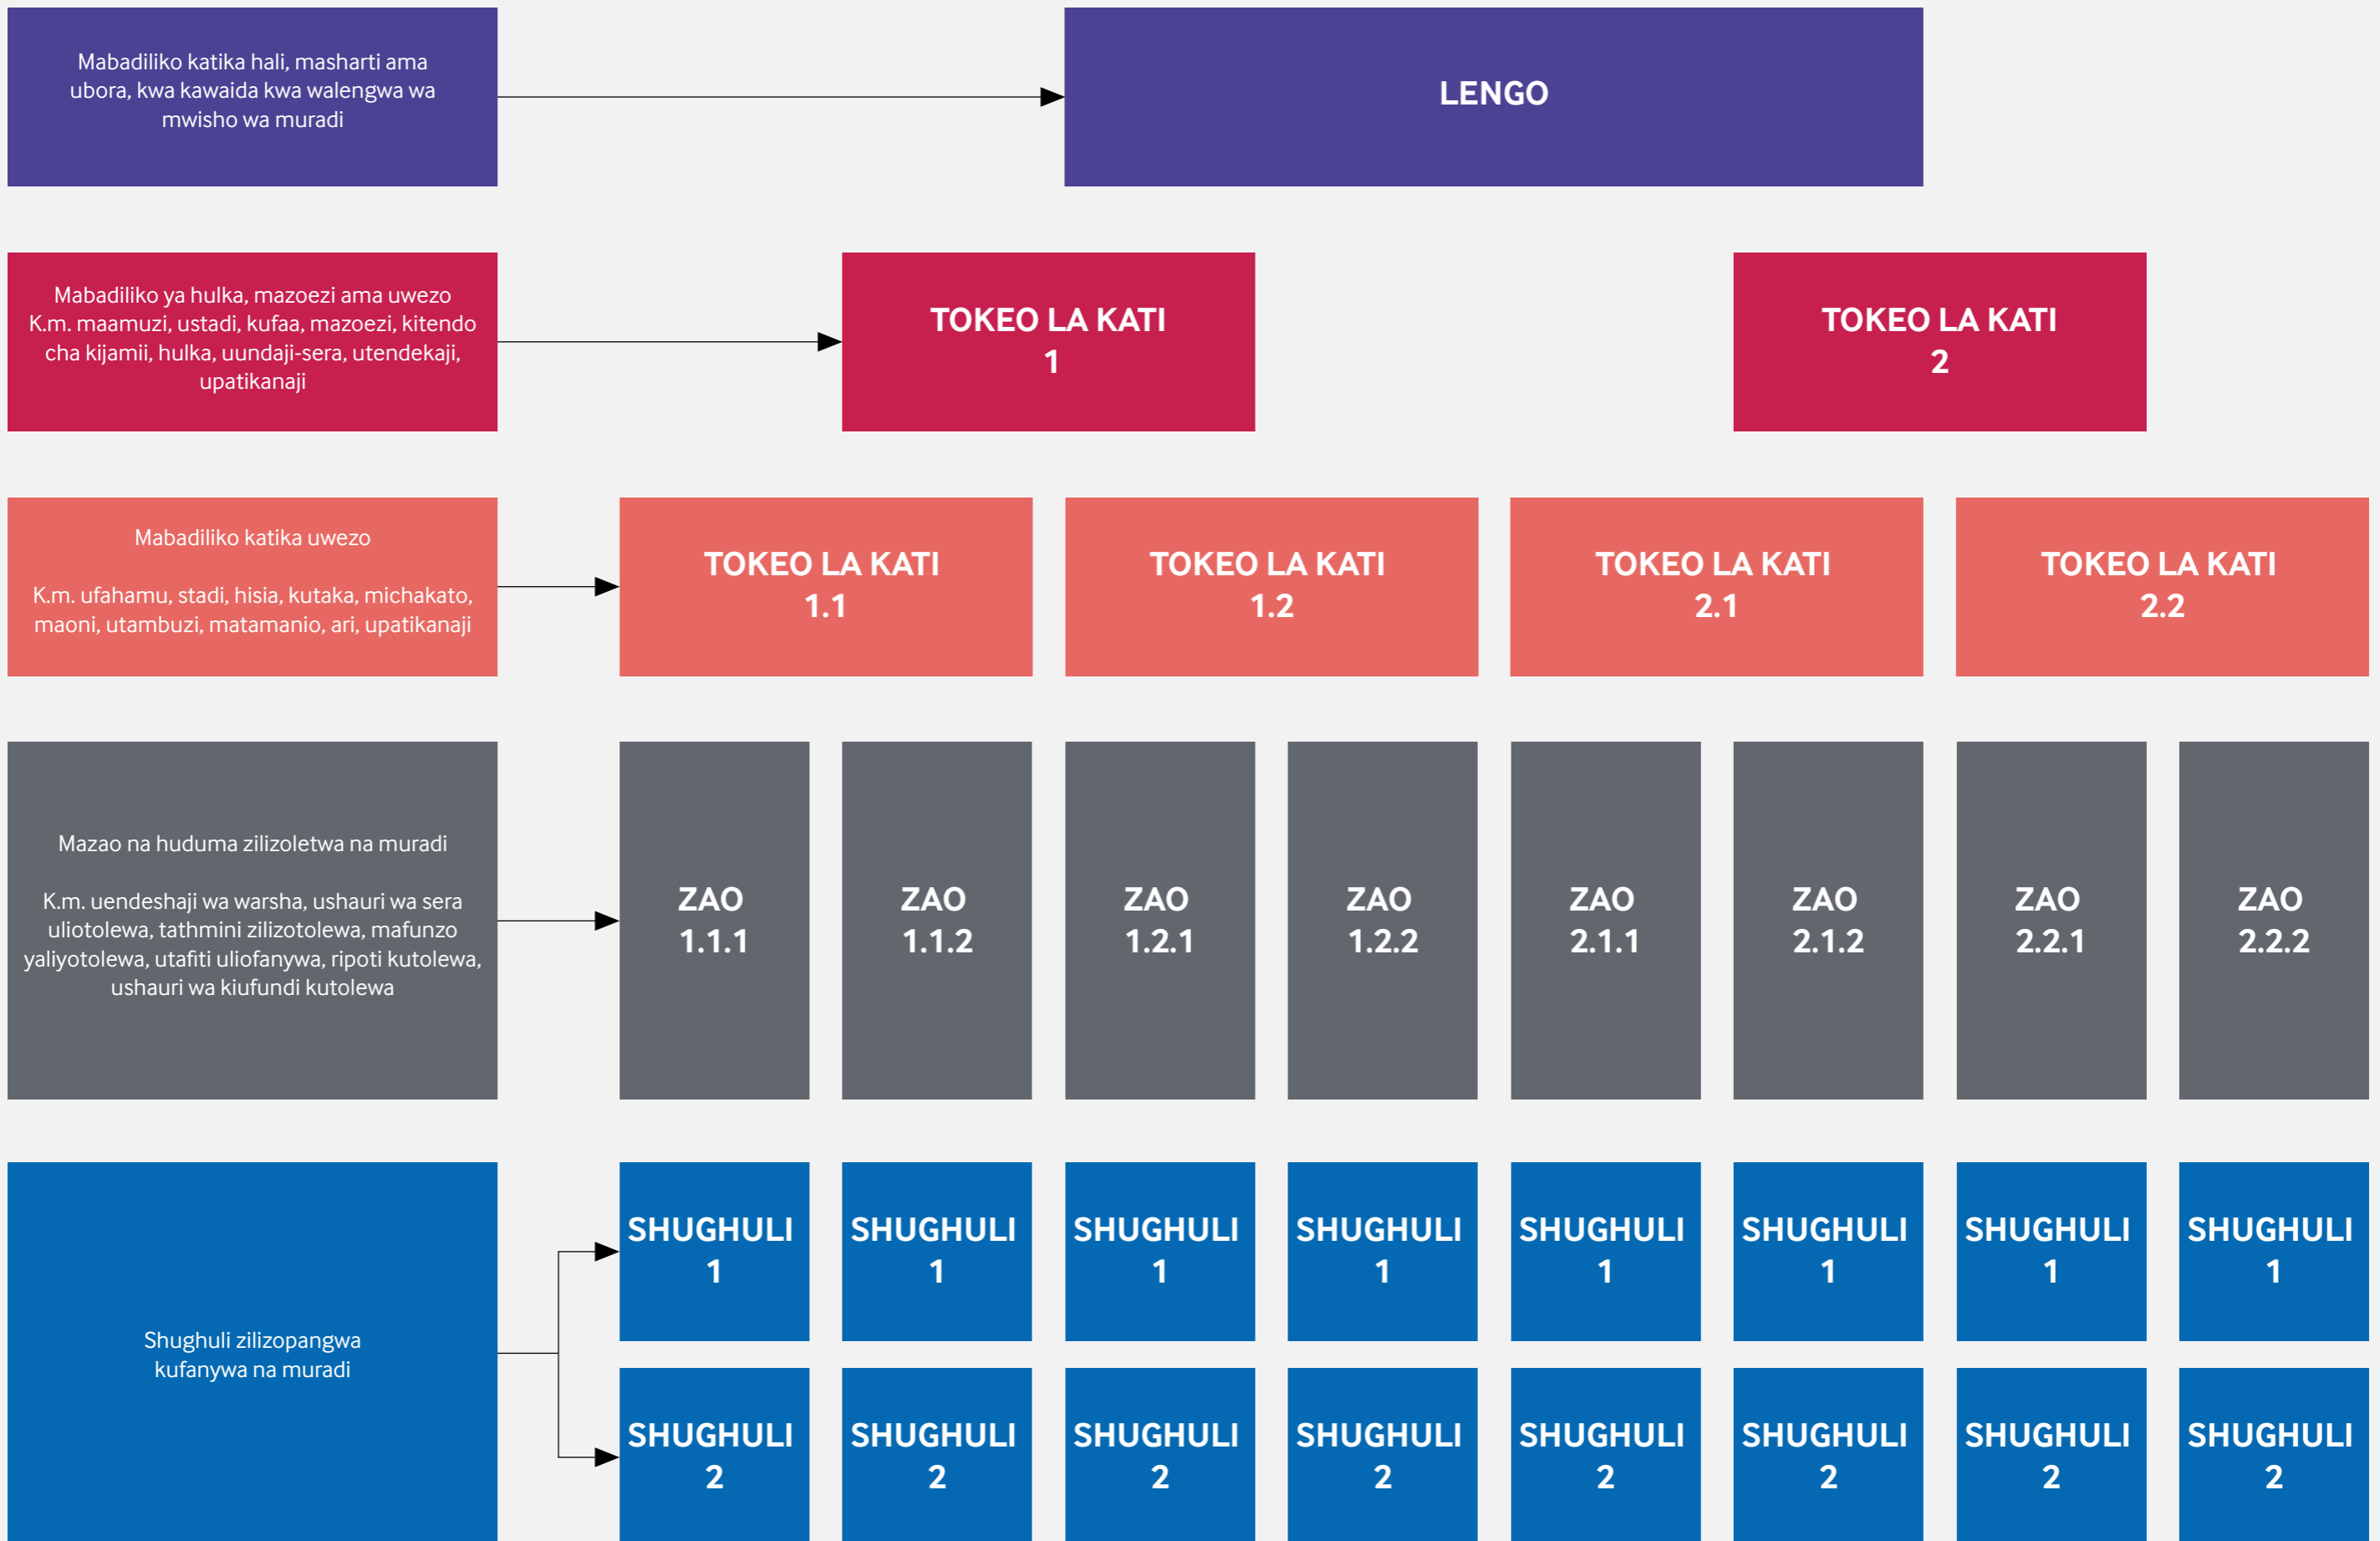 Mabadiliko katika hali, masharti ama
ubora, kwa kawaida kwa walengwa wa
mwisho wa muradi
LENGO
Mabadiliko ya hulka, mazoezi ama uwezo
K.m. maamuzi, ustadi, kufaa, mazoezi, kitendo
cha kijamii, hulka, uundaji-sera, utendekaji,
upatikanaji
TOKEO LA KATI
1
TOKEO LA KATI
2
Mabadiliko katika uwezo
K.m. ufahamu, stadi, hisia, kutaka, michakato,
maoni, utambuzi, matamanio, ari, upatikanaji
TOKEO LA KATI
1.1
TOKEO LA KATI
1.2
TOKEO LA KATI
2.1
TOKEO LA KATI
2.2
Mazao na huduma zilizoletwa na muradi
K.m. uendeshaji wa warsha, ushauri wa sera
uliotolewa, tathmini zilizotolewa, mafunzo
yaliyotolewa, utafiti uliofanywa, ripoti kutolewa,
ushauri wa kiufundi kutolewa
ZAO
1.1.1
ZAO
1.1.2
ZAO
1.2.1
ZAO
1.2.2
ZAO
2.1.1
ZAO
2.1.2
ZAO
2.2.1
ZAO
2.2.2
Shughuli zilizopangwa
kufanywa na muradi
SHUGHULI
1
SHUGHULI
1
SHUGHULI
1
SHUGHULI
1
SHUGHULI
1
SHUGHULI
1
SHUGHULI
1
SHUGHULI
1
SHUGHULI
2
SHUGHULI
2
SHUGHULI
2
SHUGHULI
2
SHUGHULI
2
SHUGHULI
2
SHUGHULI
2
SHUGHULI
2